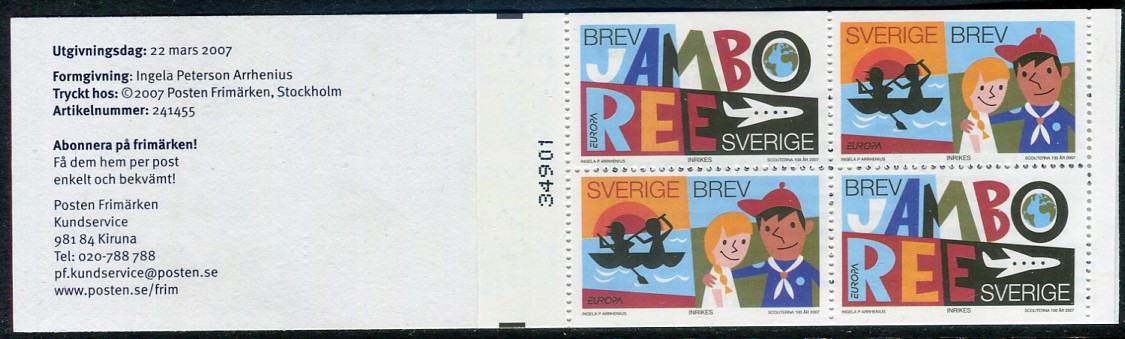 Utgivningsdag: 22 mars 2007
Formgivning: Ingela Peterson Arrhenius
Tryckt hos: ©2007 Posten Frimärken, Stockholm
Artikelnummer: 241455
Abonnera på frimärken!
Få dem hem per post
enkelt och bekvämt!
Posten Frimärken
Kundservice
981 84 Kiruna
Tel: 020-788 788
pf.kundservice@posten.se
www.posten.se/frim
34901
BREV
JAMBO
REE
EUROPA
SVERIGE
INGELA P ARRHENIUS INRIKES SCOUTERNA 100 ÅR 2007
SVERIGE BREV
EUROPA
INGELA P ARRHENIUS INRIKES SCOUTERNA 100 ÅR 2007
SVERIGE BREV
EUROPA
INGELA P ARRHENIUS INRIKES SCOUTERNA 100 ÅR 2007
BREV
JAMBO
REE
EUROPA
SVERIGE
INGELA P ARRHENIUS INRIKES SCOUTERNA 100 ÅR 2007